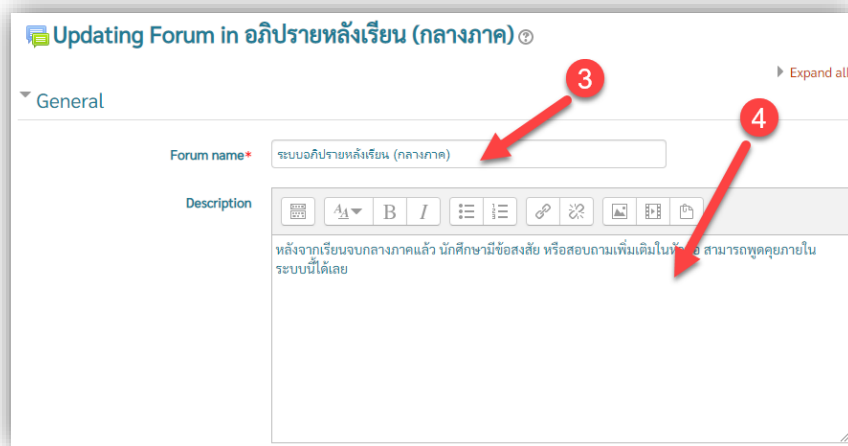 Updating Forum in อภิปรายหลังเรียน (กลางภาค)
Expand all
3
General
4
Forum name* ระบบอภิปรายหลังเรียน (กลางภาค)
Description
B I
หลังจากเรียนจบกลางภาคแล้ว นักศึกษามีข้อสงสัย หรือสอบถามเพิ่มเติมใน สามารถพูดคุยภายใน
ระบบนี้ได้เลย